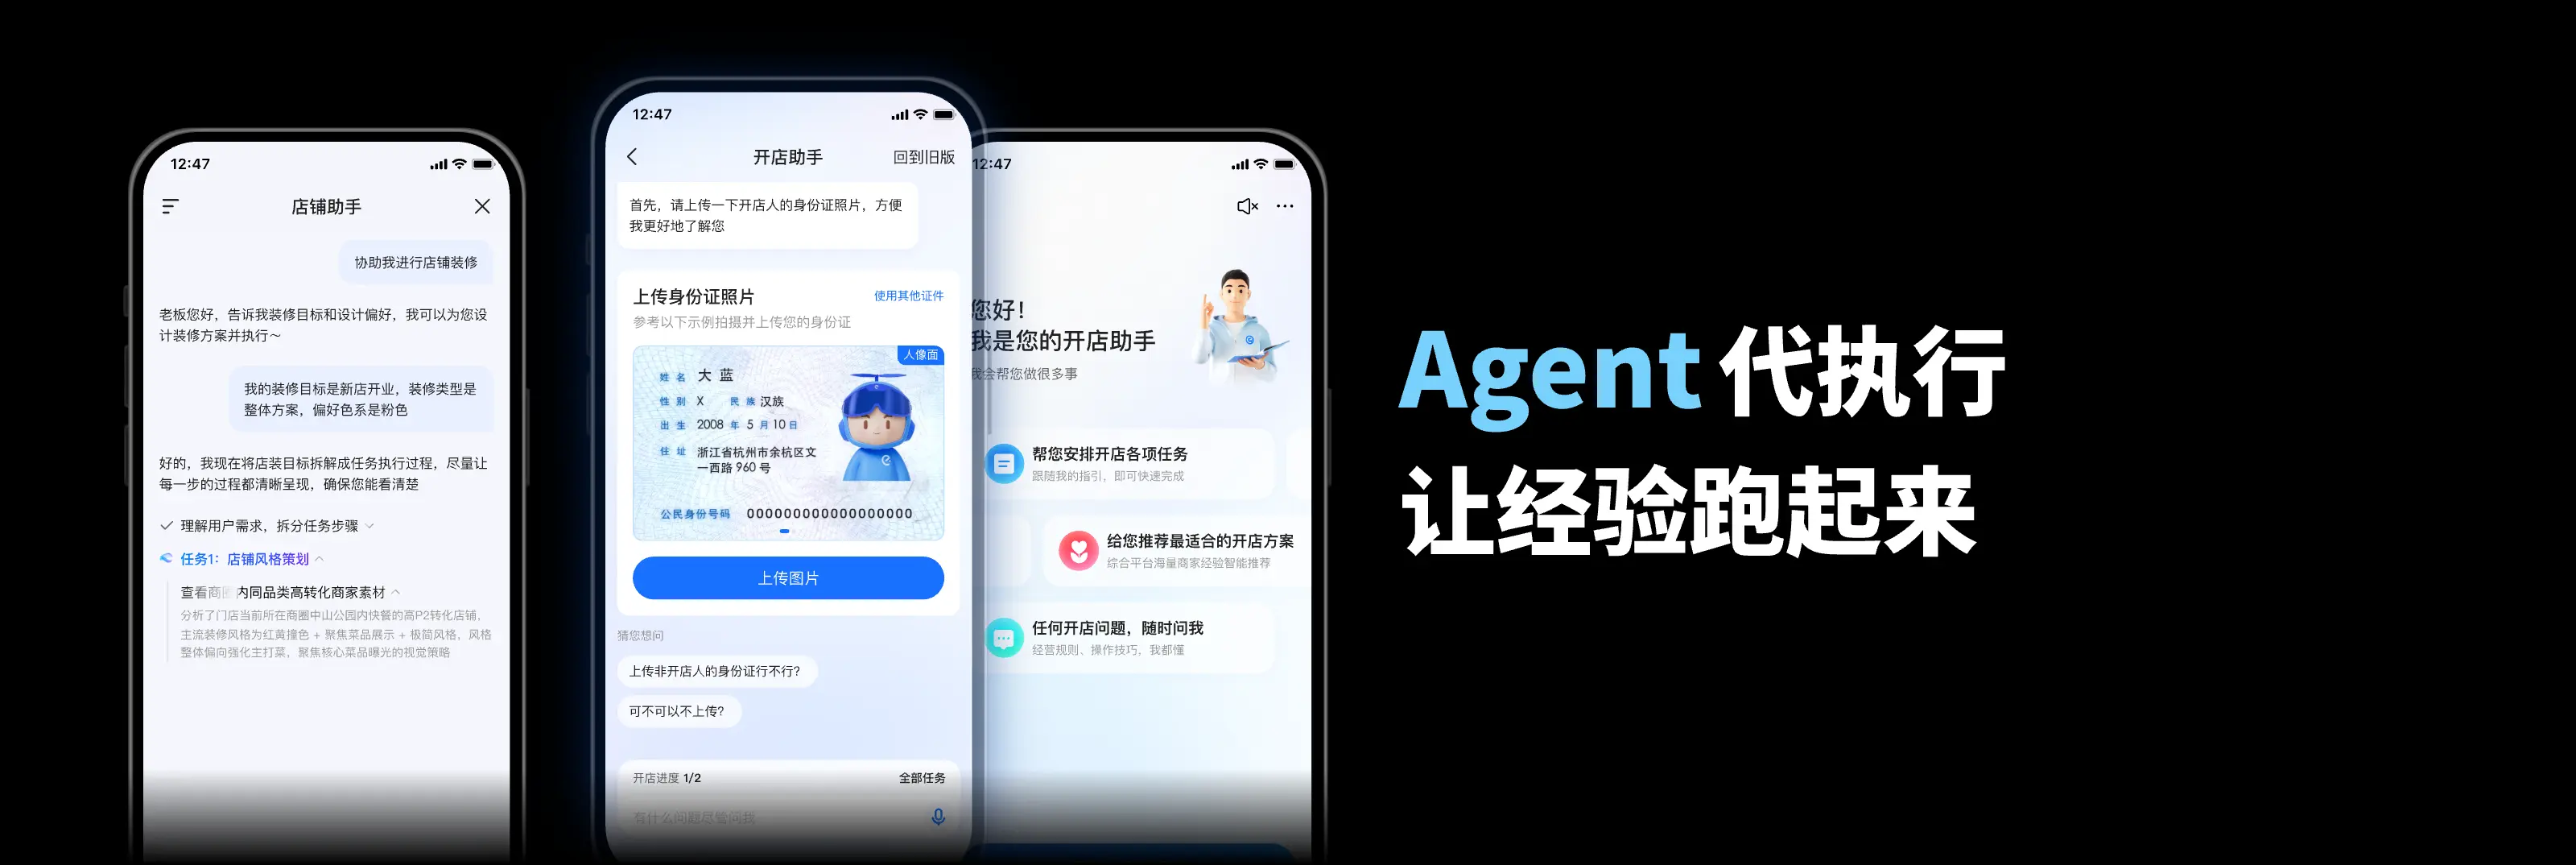 12:47
店铺助手
协助我进行店铺装修
老板您好，告诉我装修目标和设计偏好，我可以为您设
计装修方案并执行～
我的装修目标是新店开业，装修类型是
整体方案，偏好色系是粉色
好的，我现在将店装目标拆解成任务执行过程，尽量让
每一步的过程都清晰呈现，确保您能看清楚
理解用户需求，拆分任务步骤
任务1：店铺风格策划
查看商圈内同品类高转化商家素材
分析了门店当前所在商圈中山公园内快餐的高P2转化店铺，
主流装修风格为红黄撞色 + 聚焦菜品展示 + 极简风格，风格
整体偏向强化主打菜，聚焦核心菜品曝光的视觉策略
12:47
开店助手
回到旧版
首先，请上传一下开店人的身份证照片，方便
我更好地了解您
上传身份证照片
使用其他证件
参考以下示例拍摄并上传您的身份证
人像面
姓名 大 蓝
性别 X 民族 汉族
出生 2008 年 5 月 10 日
住址 浙江省杭州市余杭区文
一西路 960 号
公民身份号码 000000000000000000
上传图片
猜您想问
上传非开店人的身份证行不行?
可不可以不上传?
开店进度 1/2
全部任务
有什么问题尽管问我
12:47
您好！
我是您的开店助手
我会帮您做很多事
帮您安排开店各项任务
跟随我的指引，即可快速完成
给您推荐最适合的开店方案
综合平台海量商家经验智能推荐
任何开店问题，随时问我
经营规则、操作技巧，我都懂
Agent 代执行
让经验跑起来